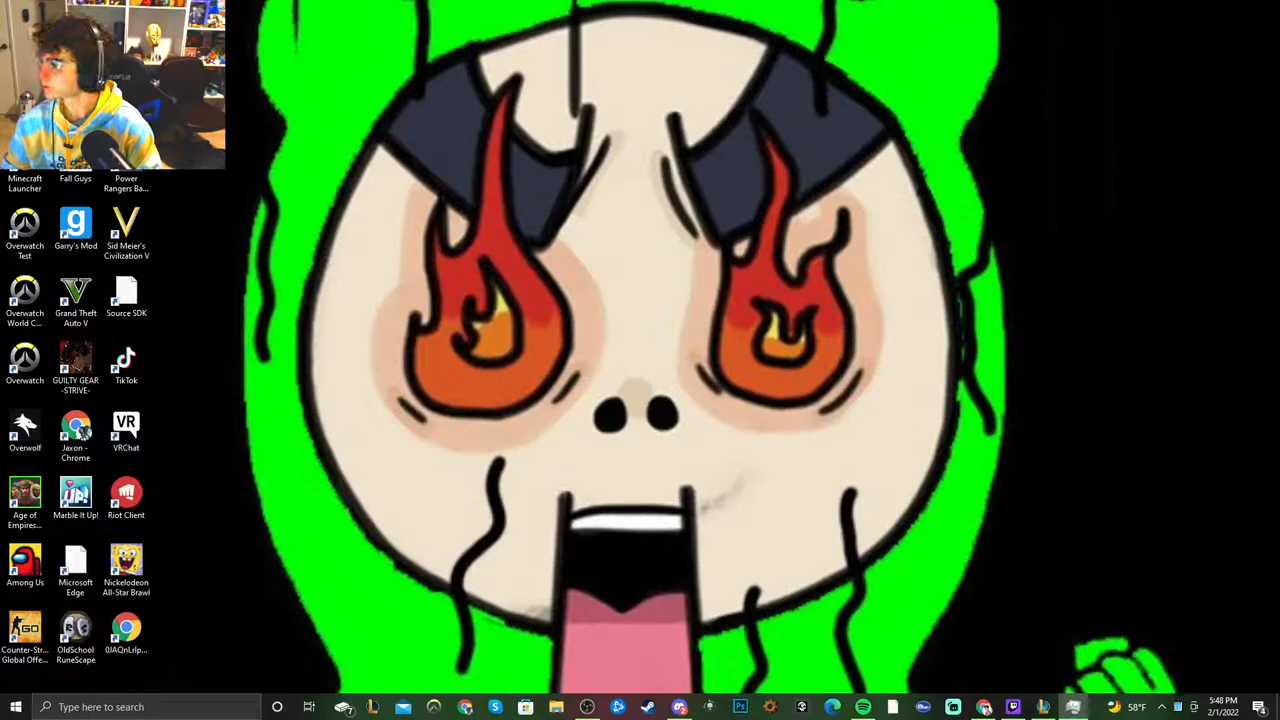 Minecraft
Launcher
Fall Guys
Power
Rangers Ba...
Overwatch
Test
Garry's Mod
Sid Meier's
Civilization V
Overwatch
World C...
Grand Theft
Auto V
Source SDK
Overwatch
GUILTY GEAR
-STRIVE-
TikTok
Overwolf
Jaxon -
Chrome
VR
VRChat
Age of
Empires...
Marble It Up!
Riot Client
Among Us
Microsoft
Edge
Nickelodeon
All-Star Brawl
GO
Counter-Str...
Global Offe...
OldSchool
RuneScape
0JAQnLrlp...
Type here to search
58°F
5:48 PM
2/1/2022